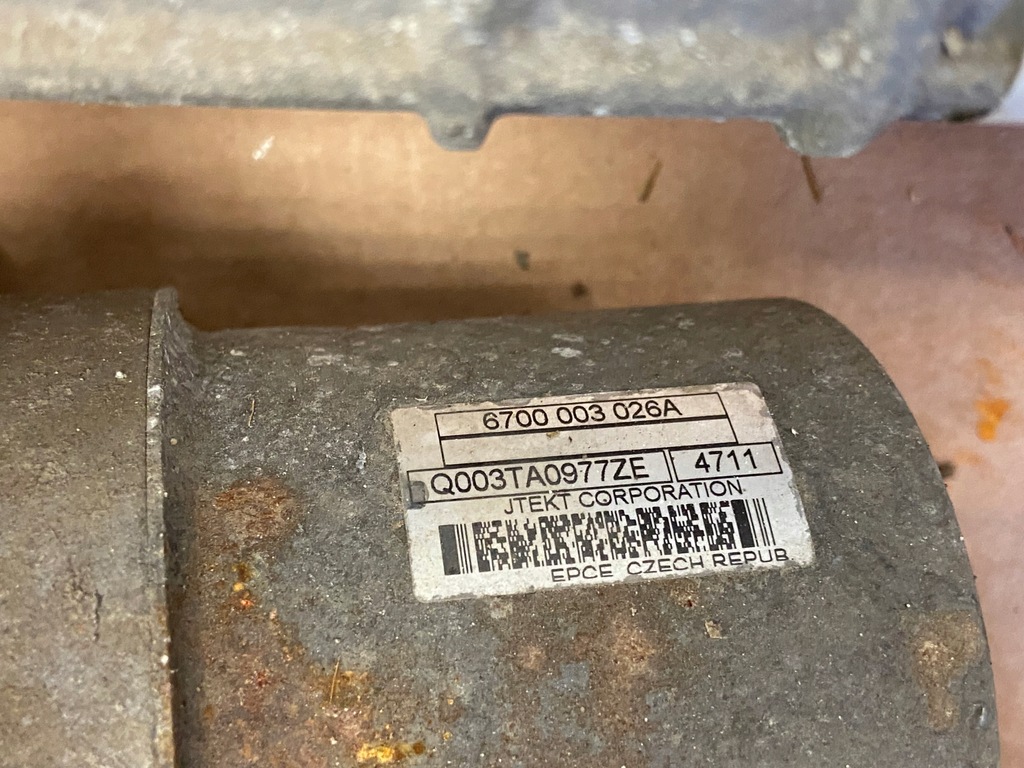 6700 003 026A
Q003TA0977ZE 4711
JTEKT CORPORATION
EPCE CZECH REPUB